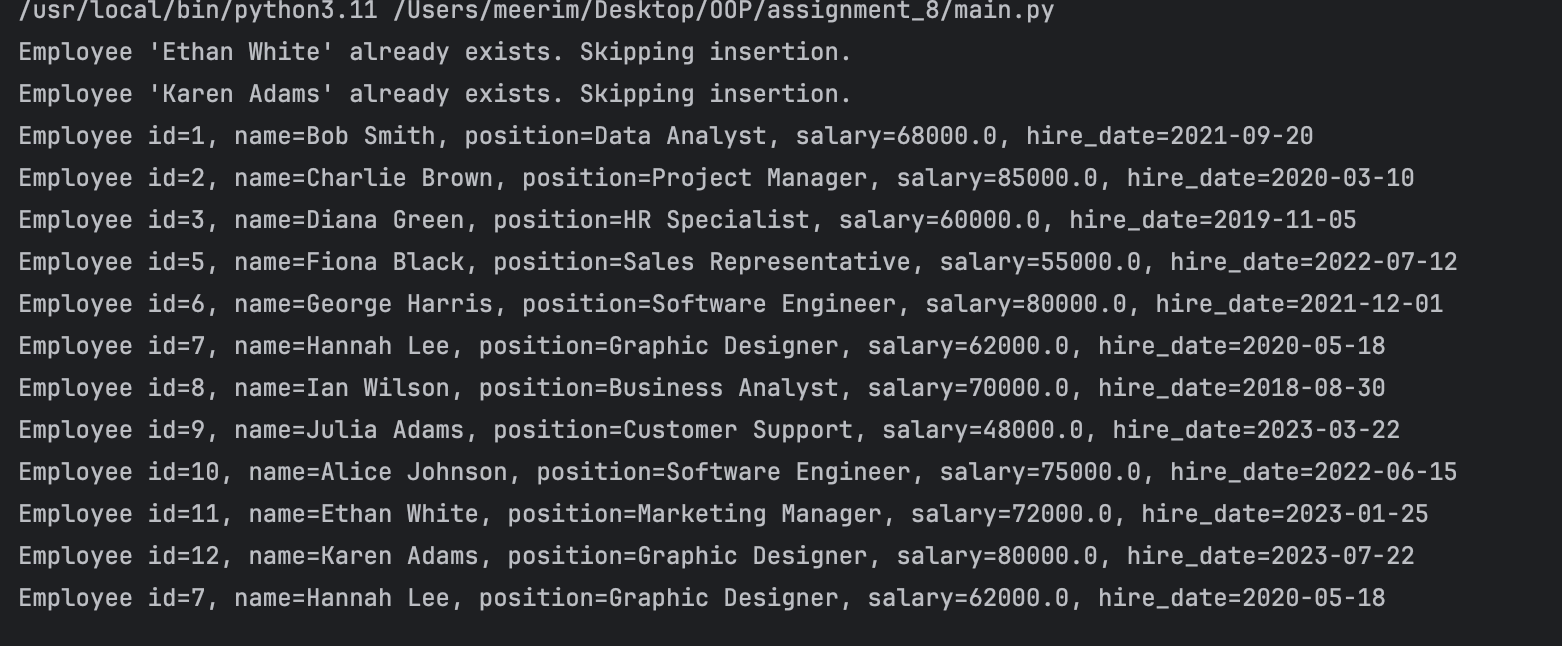 /usr/local/bin/python3.11 /Users/meerim/Desktop/OOP/assignment_8/main.py
Employee 'Ethan White' already exists. Skipping insertion.
Employee 'Karen Adams' already exists. Skipping insertion.
Employee id=1, name=Bob Smith, position=Data Analyst, salary=68000.0, hire_date=2021-09-20
Employee id=2, name=Charlie Brown, position=Project Manager, salary=85000.0, hire_date=2020-03-10
Employee id=3, name=Diana Green, position=HR Specialist, salary=60000.0, hire_date=2019-11-05
Employee id=5, name=Fiona Black, position=Sales Representative, salary=55000.0, hire_date=2022-07-12
Employee id=6, name=George Harris, position=Software Engineer, salary=80000.0, hire_date=2021-12-01
Employee id=7, name=Hannah Lee, position=Graphic Designer, salary=62000.0, hire_date=2020-05-18
Employee id=8, name=Ian Wilson, position=Business Analyst, salary=70000.0, hire_date=2018-08-30
Employee id=9, name=Julia Adams, position=Customer Support, salary=48000.0, hire_date=2023-03-22
Employee id=10, name=Alice Johnson, position=Software Engineer, salary=75000.0, hire_date=2022-06-15
Employee id=11, name=Ethan White, position=Marketing Manager, salary=72000.0, hire_date=2023-01-25
Employee id=12, name=Karen Adams, position=Graphic Designer, salary=80000.0, hire_date=2023-07-22
Employee id=7, name=Hannah Lee, position=Graphic Designer, salary=62000.0, hire_date=2020-05-18